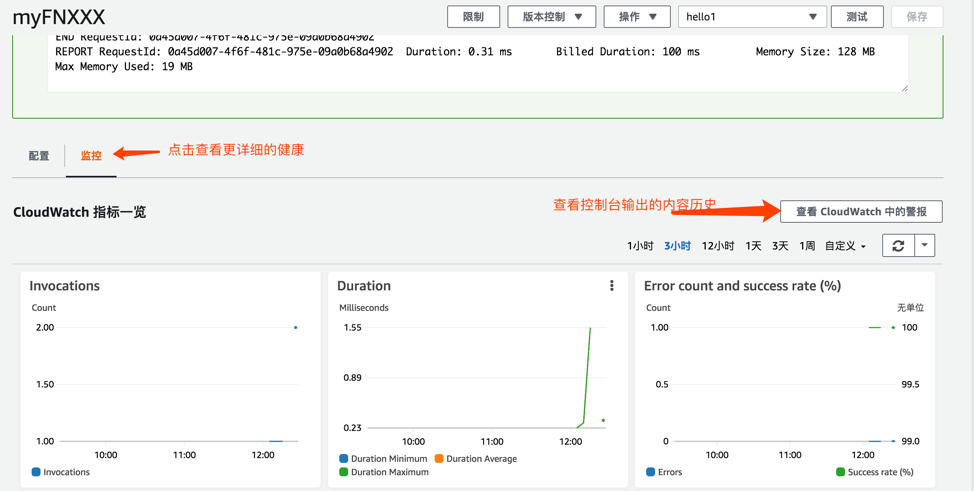 myFNXXX 限制 版本控制 操作 hello1 测试 保存
END RequestId: 0a45d007-4f6f-481c-975e-09a0b68a4902
REPORT RequestId: 0a45d007-4f6f-481c-975e-09a0b68a4902 Duration: 0.31 ms Billed Duration: 100 ms Memory Size: 128 MB
Max Memory Used: 19 MB
配置 监控 点击查看更详细的健康
CloudWatch 指标一览 查看控制台输出的内容历史 查看 CloudWatch 中的警报
1小时 3小时 12小时 1天 3天 1周 自定义
Invocations
Count
2.00
1.50
1.00
10:00 11:00 12:00
Invocations
Duration
Milliseconds
1.55
0.89
0.23
10:00 11:00 12:00
Duration Minimum Duration Average
Duration Maximum
Error count and success rate (%)
Count 无单位
1.00 100
0.5 99.5
0 99.0
10:00 11:00 12:00
Errors Success rate (%)